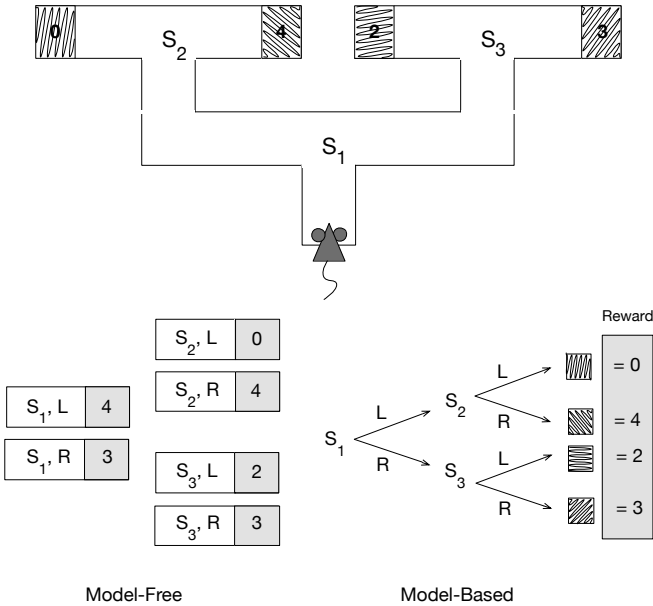 0 S₂ 4 2 S₃ 3
S₁
Reward
S₂, L 0
S₂, R 4
S₁, L 4
S₁, R 3
S₃, L 2
S₃, R 3
S₁
L
R
S₂
S₃
L
R
L
R
= 0
= 4
= 2
= 3
Model-Free
Model-Based